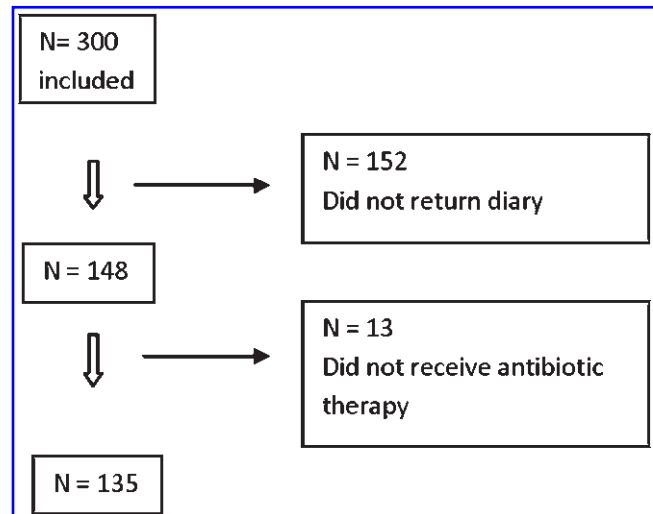 N= 300
included
N = 152
Did not return diary
N = 148
N = 13
Did not receive antibiotic
therapy
N = 135